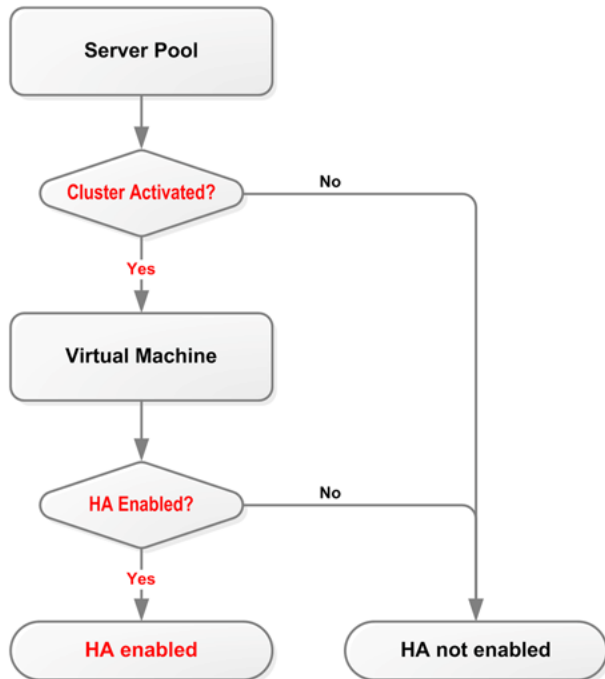 Server Pool
Cluster Activated?
No
Yes
Virtual Machine
HA Enabled?
No
Yes
HA enabled
HA not enabled